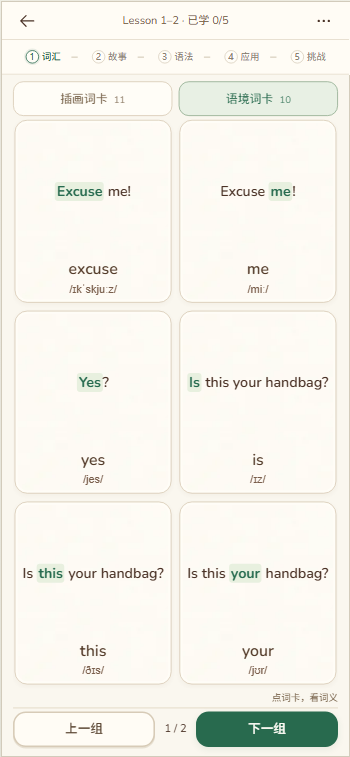 Lesson 1–2 · 已学 0/5
1 词汇 – 2 故事 – 3 语法 – 4 应用 – 5 挑战
插画词卡 11
语境词卡 10
Excuse me!
excuse
/ɪkˈskjuːz/
Excuse me!
me
/miː/
Yes?
yes
/jes/
Is this your handbag?
is
/ɪz/
Is this your handbag?
this
/ðɪs/
Is this your handbag?
your
/jʊr/
点词卡，看词义
上一组
1 / 2
下一组